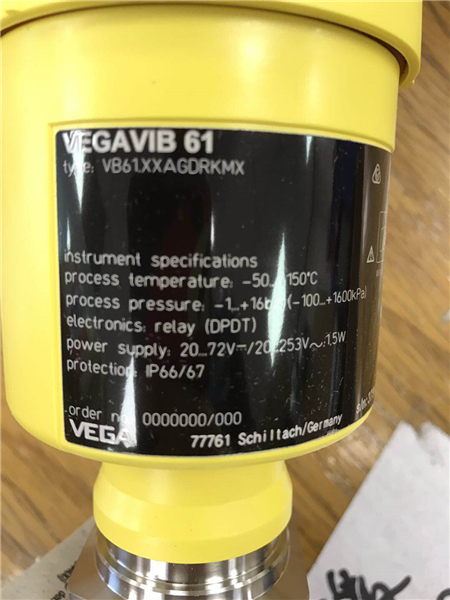 VEGAVIB 61
type: VB61.XXAGDRKMX
instrument specifications
process temperature: -50...150°C
process pressure: -1...+16bar (-100...+1600kPa)
electronics: relay (DPDT)
power supply: 20...72V⎓/20...253V~; 1.5W
protection: IP66/67
order no. 0000000/000
VEGA
77761 Schiltach/Germany
s/n: